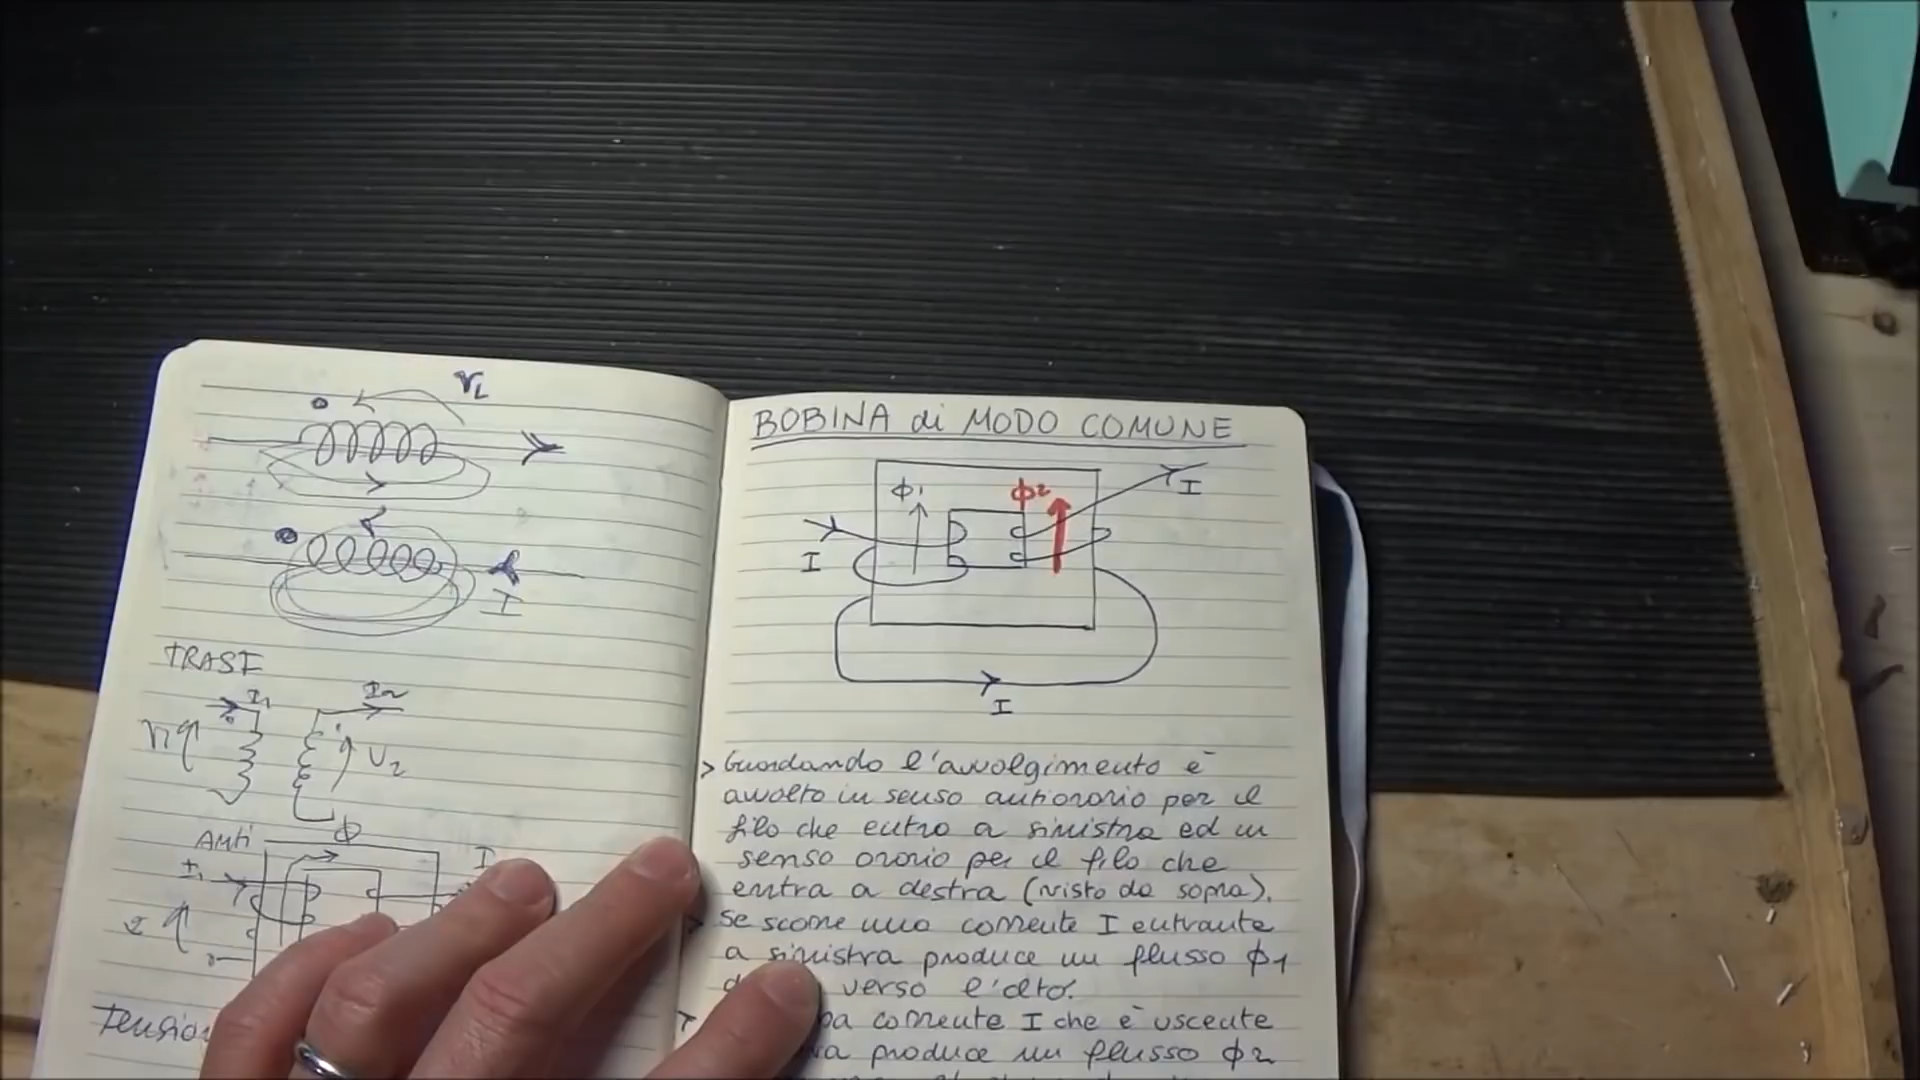 VL
I
TRASF
I1
I2
V1
U2
Anti
Φ
I1
I
Tension
BOBINA di MODO COMUNE
Φ1
Φ2
I
I
I
> Guardando l'avvolgimento è
avvolto in senso antiorario per il
filo che entra a sinistra ed in
senso orario per il filo che
entra a destra (visto da sopra).
> Se scorre una corrente I entrante
a sinistra produce un flusso Φ1
verso l'alto.
corrente I che è uscente
produce un flusso Φ2